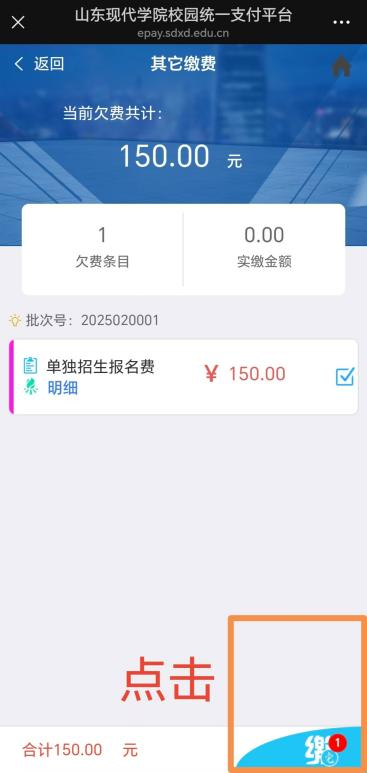 山东现代学院校园统一支付平台
epay.sdxd.edu.cn
返回
其它缴费
当前欠费共计：
150.00 元
1
0.00
欠费条目
实缴金额
批次号：2025020001
单独招生报名费
¥ 150.00
明细
点击
合计150.00 元
缴
1